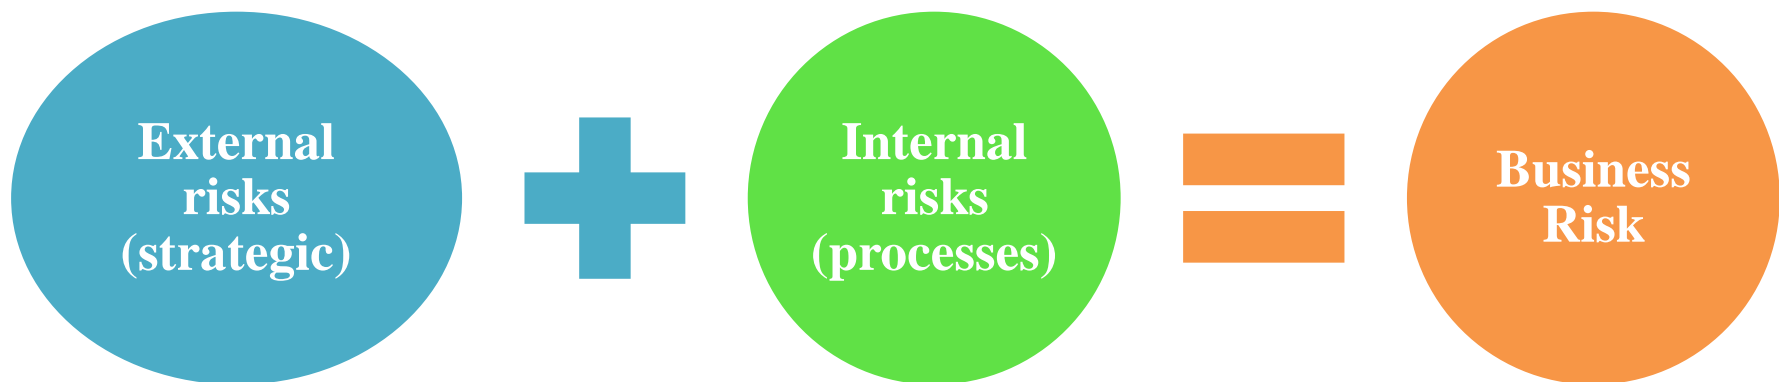 External
risks
(strategic)
Internal
risks
(processes)
Business
Risk